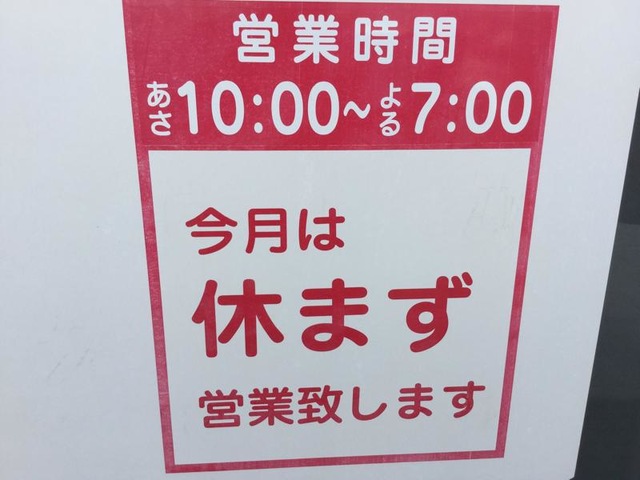 営業時間
あさ10:00~よる7:00
今月は
休まず
営業致します